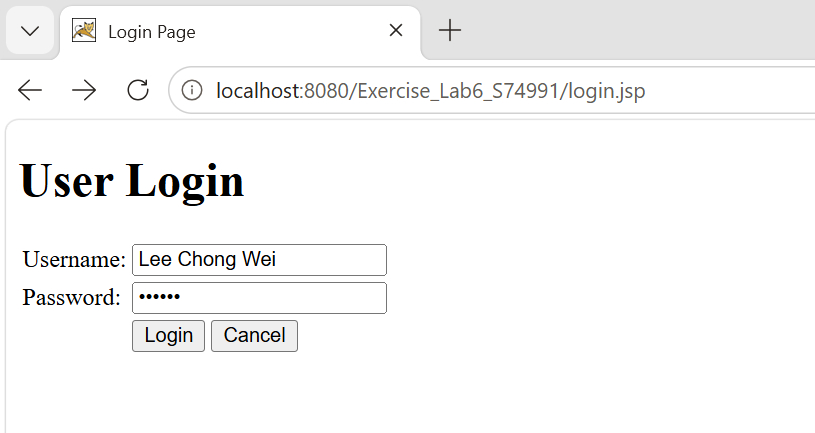 Login Page
localhost:8080/Exercise_Lab6_S74991/login.jsp
User Login
Username: Lee Chong Wei
Password: ••••••
Login Cancel